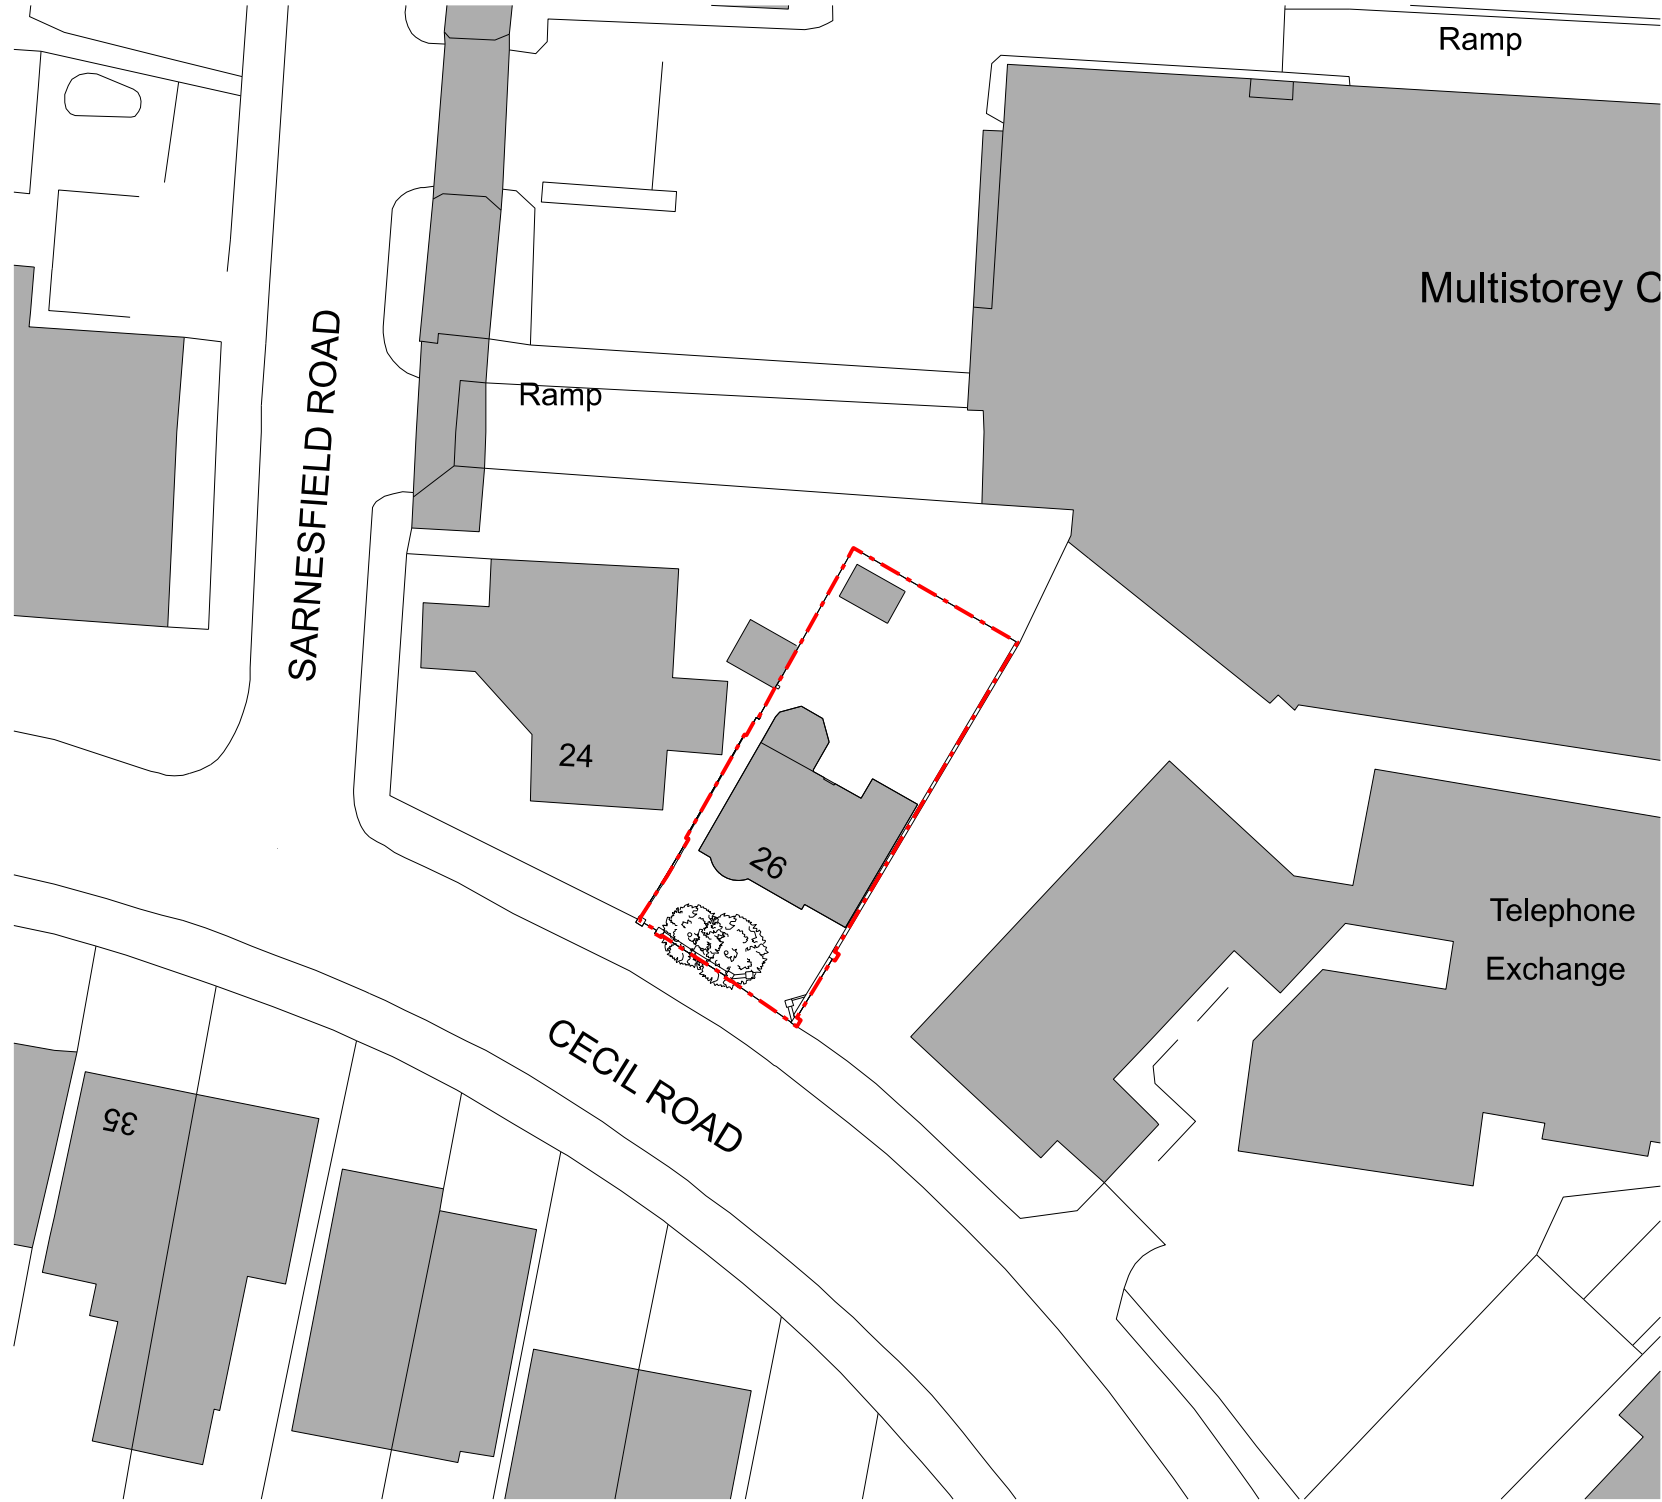 Ramp
Multistorey C
SARNESFIELD ROAD
Ramp
24
26
Telephone
Exchange
CECIL ROAD
35